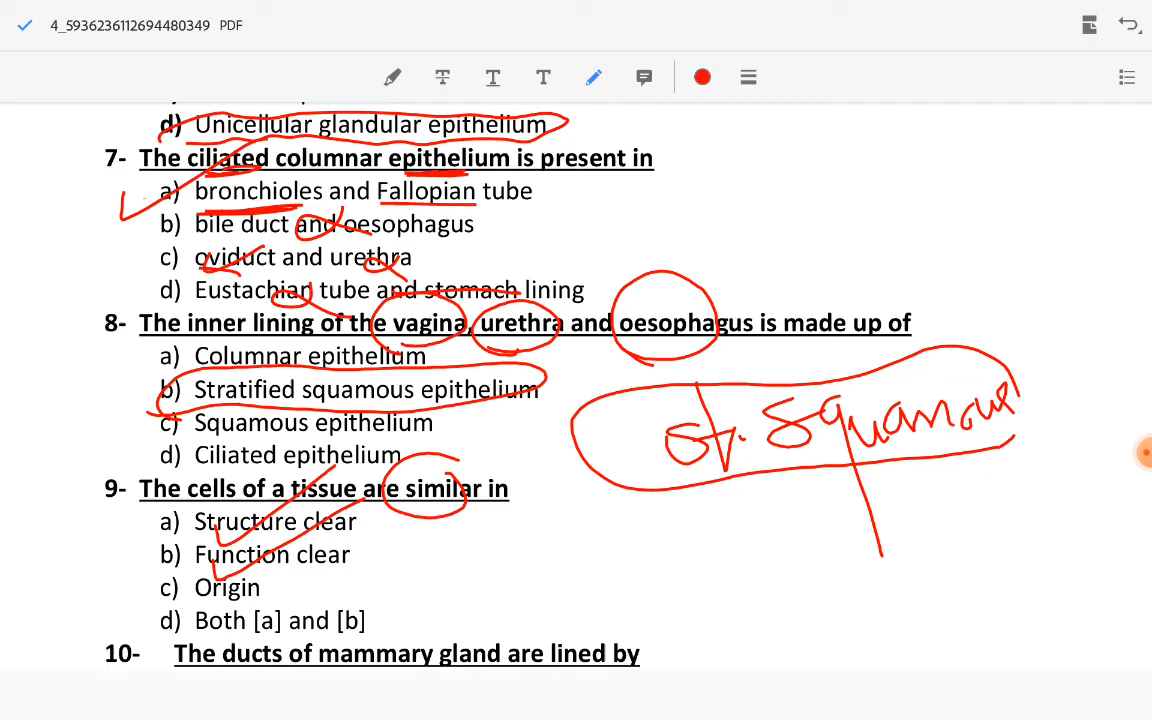 4_5936236112694480349 PDF
d) Unicellular glandular epithelium
7- The ciliated columnar epithelium is present in
a) bronchioles and Fallopian tube
b) bile duct and oesophagus
c) oviduct and urethra
d) Eustachian tube and stomach lining
8- The inner lining of the vagina, urethra and oesophagus is made up of
a) Columnar epithelium
b) Stratified squamous epithelium
St. Squamous
c) Squamous epithelium
d) Ciliated epithelium
9- The cells of a tissue are similar in
a) Structure clear
b) Function clear
c) Origin
d) Both [a] and [b]
10- The ducts of mammary gland are lined by